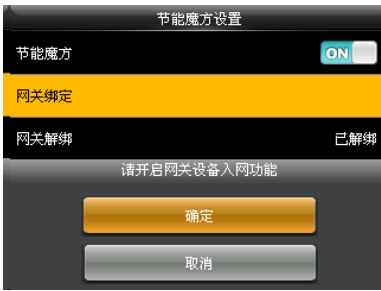 节能魔方设置
节能魔方 ON
网关绑定
网关解绑 已解绑
请开启网关设备入网功能
确定
取消